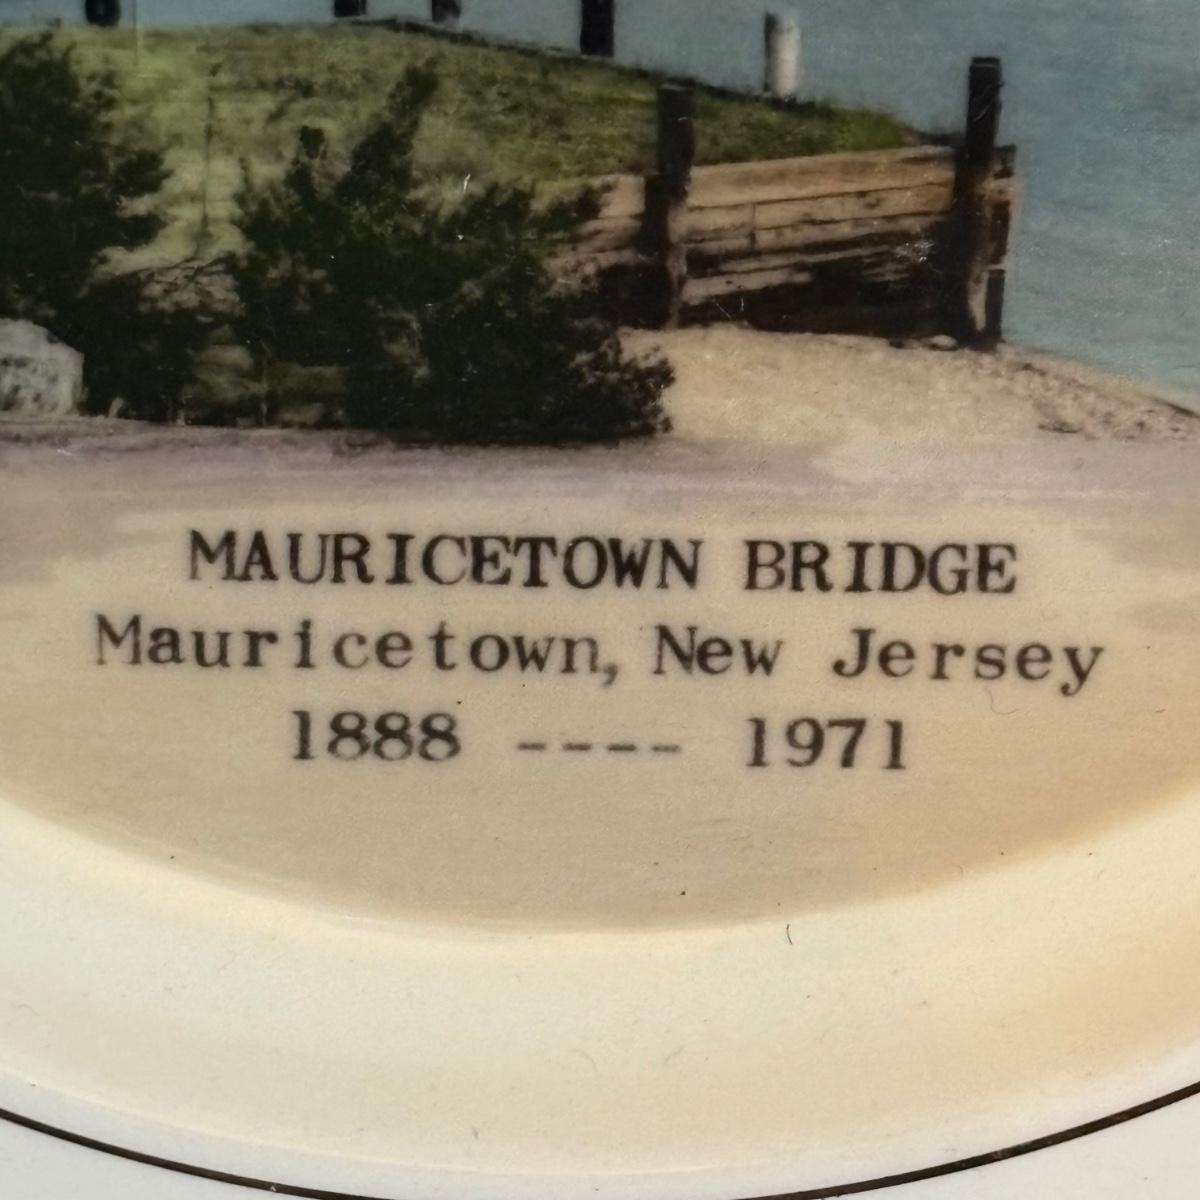 MAURICETOWN BRIDGE
Mauricetown, New Jersey
1888 ---- 1971